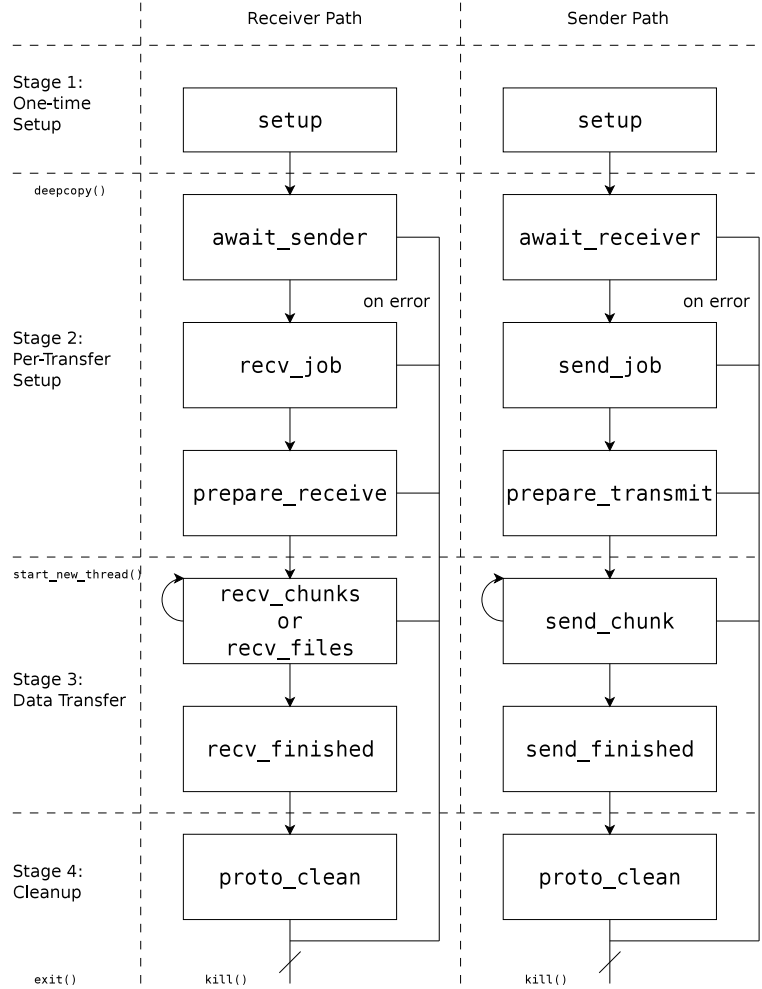 Receiver Path
Sender Path
Stage 1:
One-time
Setup
setup
setup
deepcopy()
await_sender
await_receiver
on error
on error
Stage 2:
Per-Transfer
Setup
recv_job
send_job
prepare_receive
prepare_transmit
start_new_thread()
recv_chunks
or
recv_files
send_chunk
Stage 3:
Data Transfer
recv_finished
send_finished
Stage 4:
Cleanup
proto_clean
proto_clean
exit()
kill()
kill()